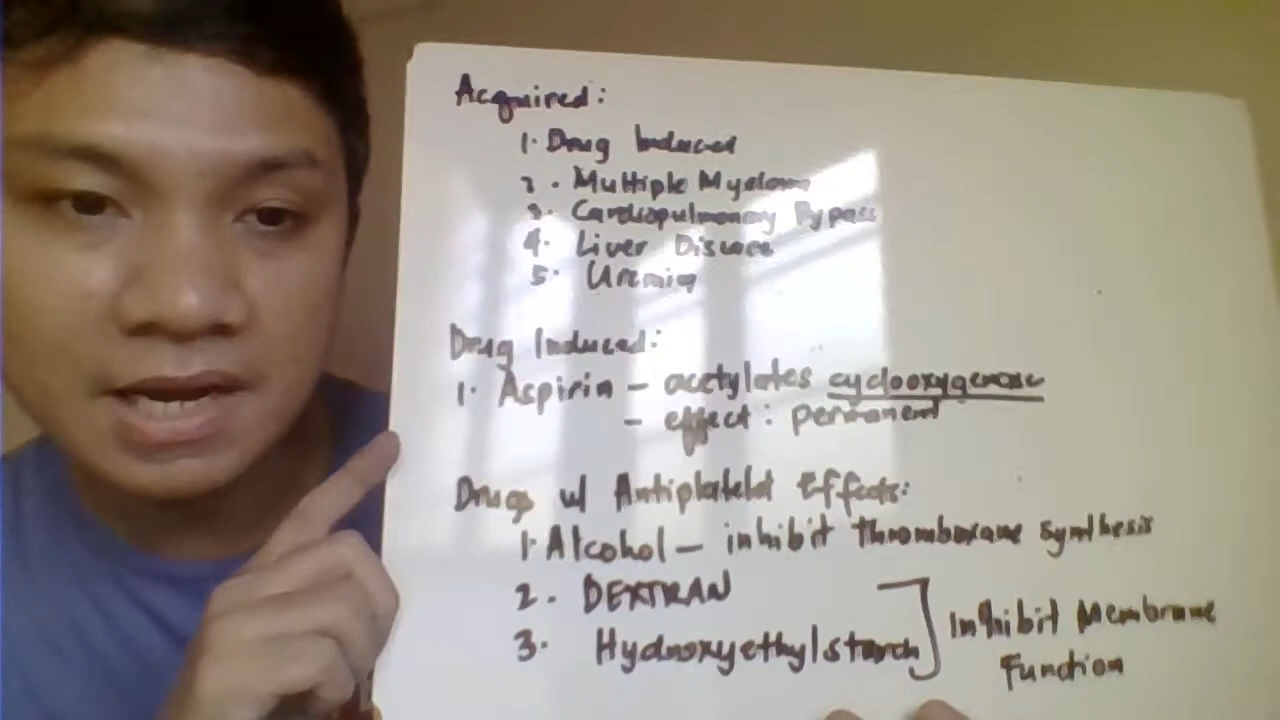 Acquired:
1. Drug Induced
2. Multiple Myeloma
3. Cardiopulmonary Bypass
4. Liver Disease
5. Uremia
Drug Induced:
1. Aspirin - acetylates cyclooxygenase
- effect: permanent
Drugs w/ Antiplatelet Effects:
1. Alcohol - inhibit thromboxane synthesis
2. DEXTRAN
3. Hydroxyethylstarch
Inhibit Membrane
Function